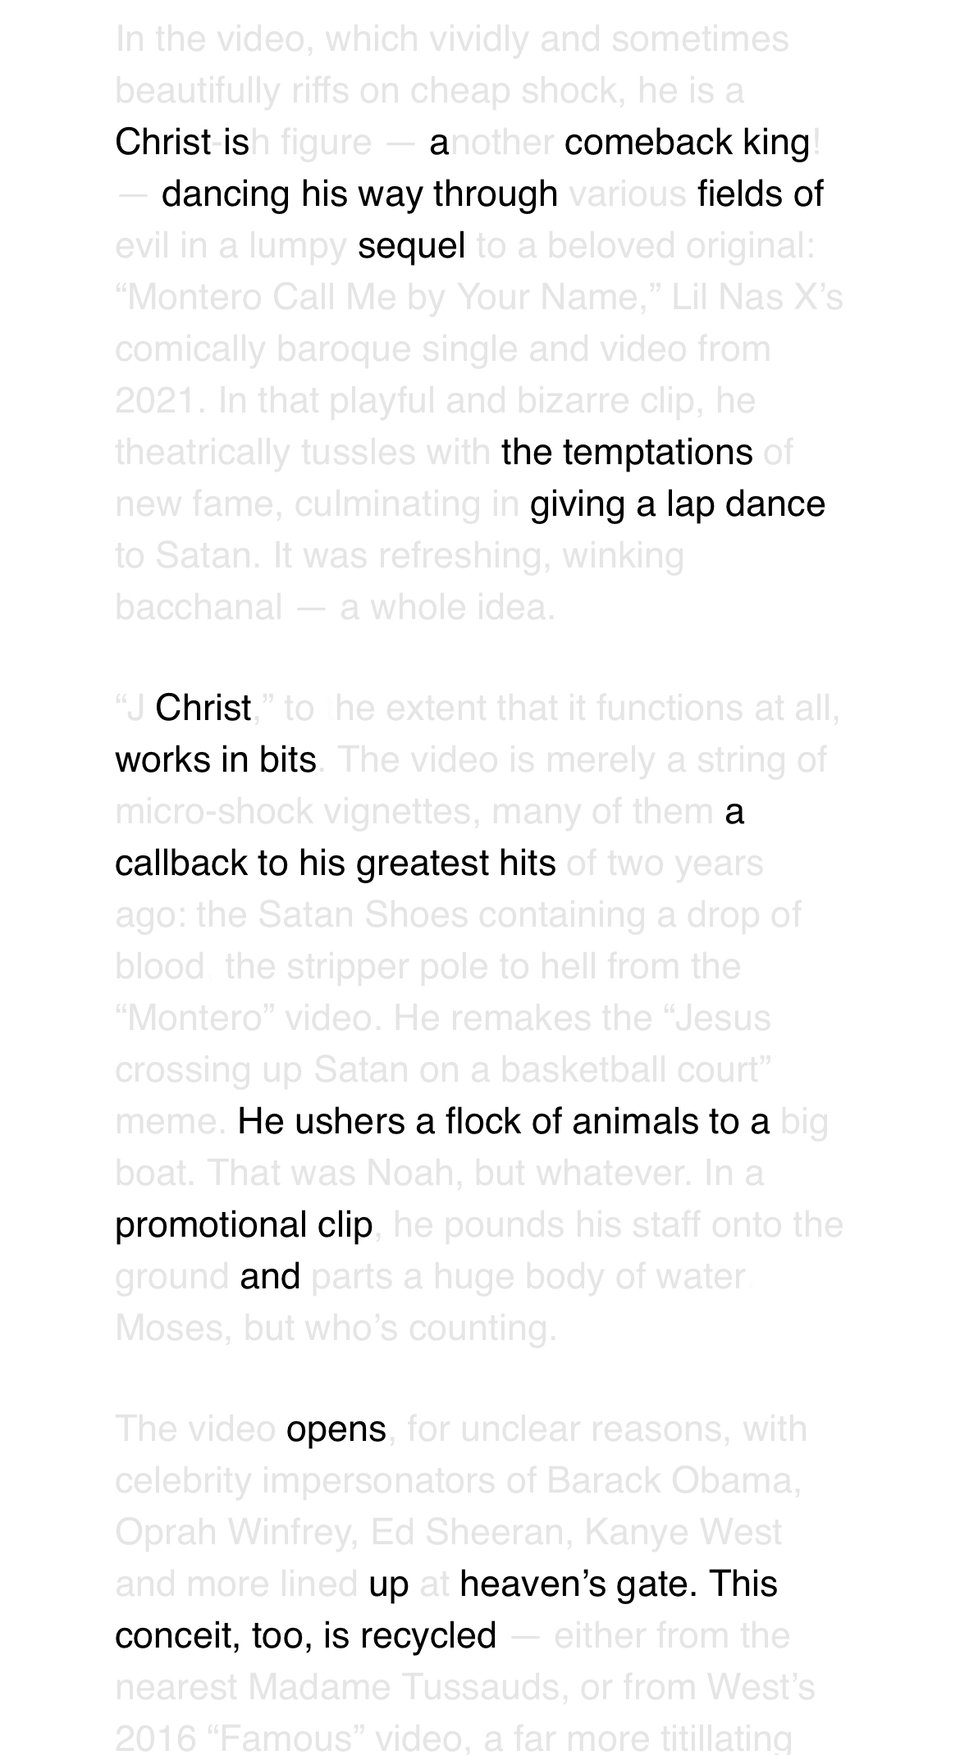 In the video, which vividly and sometimes
beautifully riffs on cheap shock, he is a
Christ-ish figure — another comeback king!
— dancing his way through various fields of
evil in a lumpy sequel to a beloved original:
“Montero Call Me by Your Name,” Lil Nas X’s
comically baroque single and video from
2021. In that playful and bizarre clip, he
theatrically tussles with the temptations of
new fame, culminating in giving a lap dance
to Satan. It was refreshing, winking
bacchanal — a whole idea.
“J Christ,” to he extent that it functions at all,
works in bits. The video is merely a string of
micro-shock vignettes, many of them a
callback to his greatest hits of two years
ago: the Satan Shoes containing a drop of
blood the stripper pole to hell from the
“Montero” video. He remakes the “Jesus
crossing up Satan on a basketball court”
meme. He ushers a flock of animals to a big
boat. That was Noah, but whatever. In a
promotional clip, he pounds his staff onto the
ground and parts a huge body of water
Moses, but who’s counting.
The video opens, for unclear reasons, with
celebrity impersonators of Barack Obama,
Oprah Winfrey, Ed Sheeran, Kanye West
and more lined up at heaven’s gate. This
conceit, too, is recycled — either from the
nearest Madame Tussauds, or from West’s
2016 “Famous” video, a far more titillating